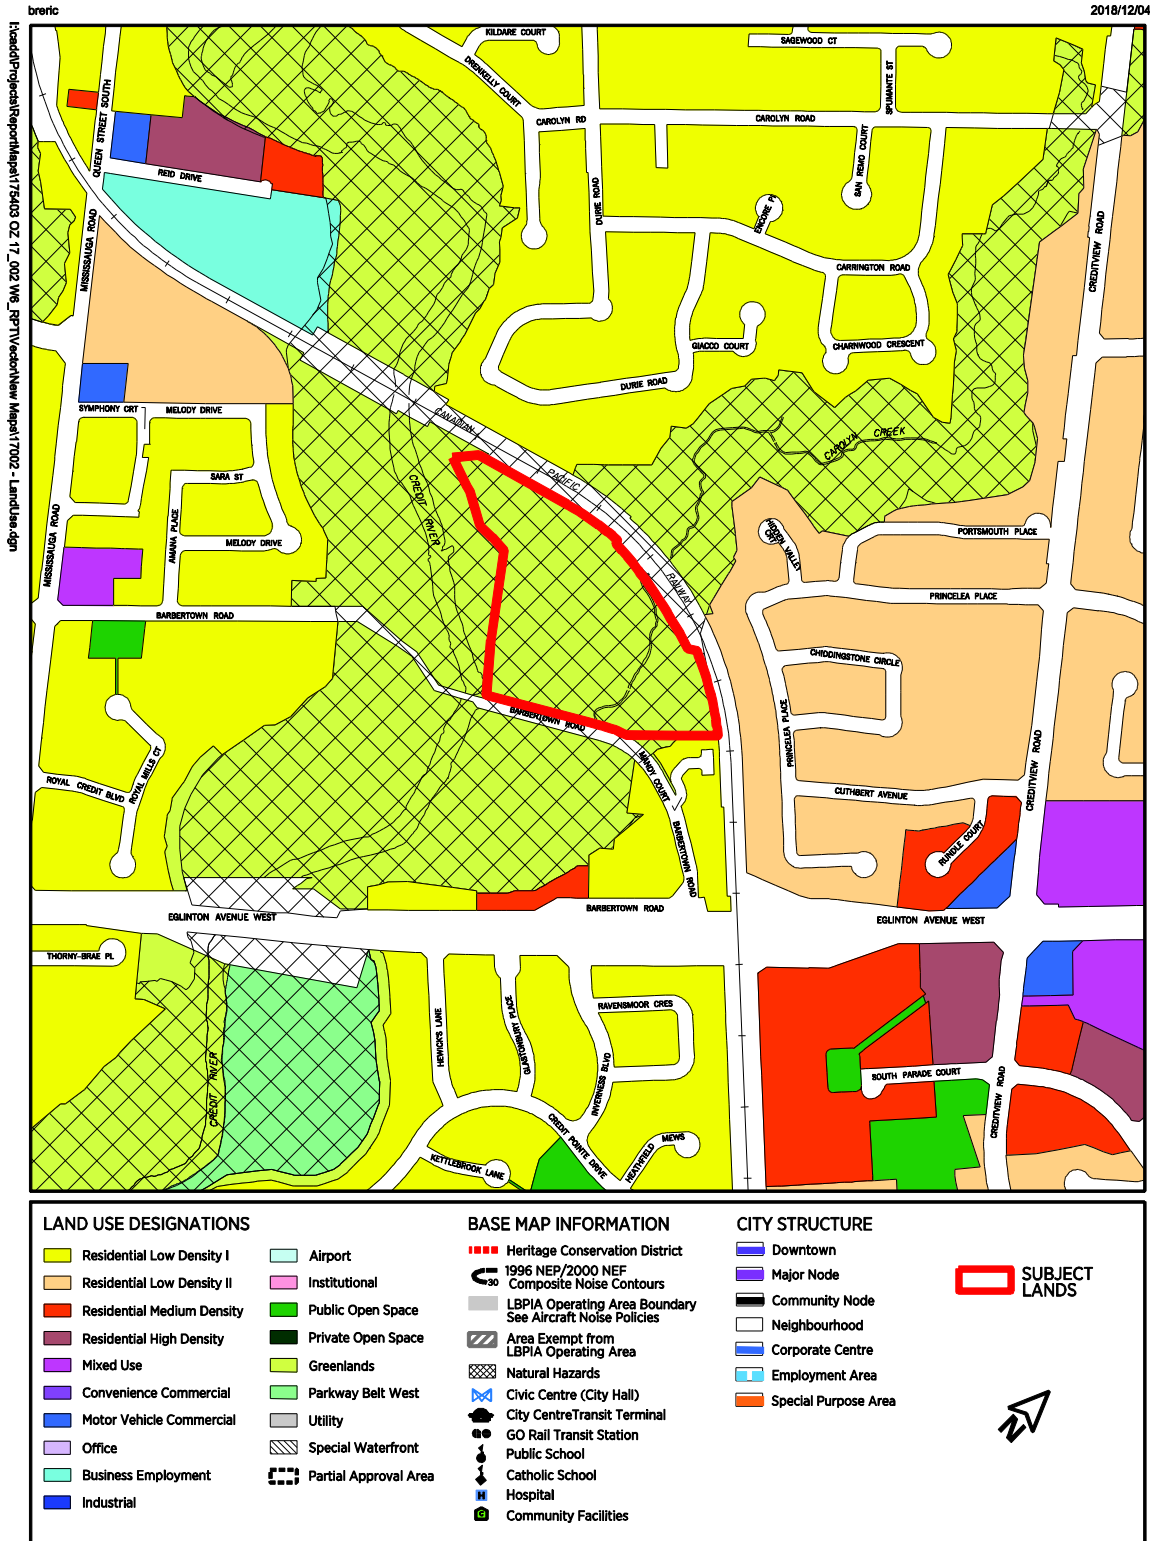 breric
2018/12/04
I:\cadd\Projects\ReportMaps\175403 OZ 17_002 W6_RPT\Vector\New Maps\17002 - LandUse.dgn
KILDARE COURT
SAGEWOOD CT
DRENKELLY COURT
SPUMANTE ST
QUEEN STREET SOUTH
CAROLYN RD
CAROLYN ROAD
SAN REMO COURT
REID DRIVE
DURIE ROAD
ENCORE PL
MISSISSAUGA ROAD
CREDITVIEW ROAD
CARRINGTON ROAD
GIACCO COURT
CHARNWOOD CRESCENT
DURIE ROAD
SYMPHONY CRT
MELODY DRIVE
CANADIAN
CAROLYN
CREEK
SARA ST
PACIFIC
CREDIT RIVER
MISSISSAUGA ROAD
AMANA PLACE
MELODY DRIVE
HIDDEN VALLEY
CRT
PORTSMOUTH PLACE
RAILWAY
PRINCELEA PLACE
BARBERTOWN ROAD
CHIDDINGSTONE CIRCLE
BARBERTOWN ROAD
PRINCELEA PLACE
CREDITVIEW ROAD
ROYAL CREDIT BLVD
ROYAL MILLS CT
MANDY COURT
CUTHBERT AVENUE
BARBERTOWN ROAD
RUNDLE COURT
BARBERTOWN ROAD
EGLINTON AVENUE WEST
EGLINTON AVENUE WEST
THORNY-BRAE PL
RAVENSMOOR CRES
HEWICK'S LANE
GLASTONBURY PLACE
INVERNESS BLVD
CREDIT RIVER
SOUTH PARADE COURT
CREDITVIEW ROAD
CREDIT POINTE DRIVE
HEATHFIELD
MEWS
KETTLEBROOK LANE
LAND USE DESIGNATIONS
Residential Low Density I
Residential Low Density II
Residential Medium Density
Residential High Density
Mixed Use
Convenience Commercial
Motor Vehicle Commercial
Office
Business Employment
Industrial
Airport
Institutional
Public Open Space
Private Open Space
Greenlands
Parkway Belt West
Utility
Special Waterfront
Partial Approval Area
BASE MAP INFORMATION
Heritage Conservation District
30
1996 NEP/2000 NEF
Composite Noise Contours
LBPIA Operating Area Boundary
See Aircraft Noise Policies
Area Exempt from
LBPIA Operating Area
Natural Hazards
Civic Centre (City Hall)
City CentreTransit Terminal
GO Rail Transit Station
Public School
Catholic School
H
Hospital
Community Facilities
CITY STRUCTURE
Downtown
Major Node
Community Node
Neighbourhood
Corporate Centre
Employment Area
Special Purpose Area
SUBJECT
LANDS
N